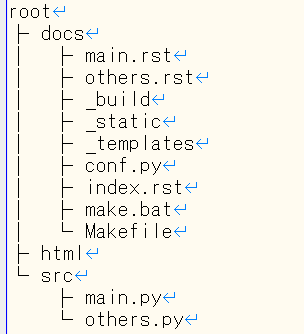 root↵
├ docs↵
│  ├ main.rst↵
│  ├ others.rst↵
│  ├ _build↵
│  ├ _static↵
│  ├ _templates↵
│  ├ conf.py↵
│  ├ index.rst↵
│  ├ make.bat↵
│  └ Makefile↵
├ html↵
└ src↵
    ├ main.py↵
    └ others.py↵